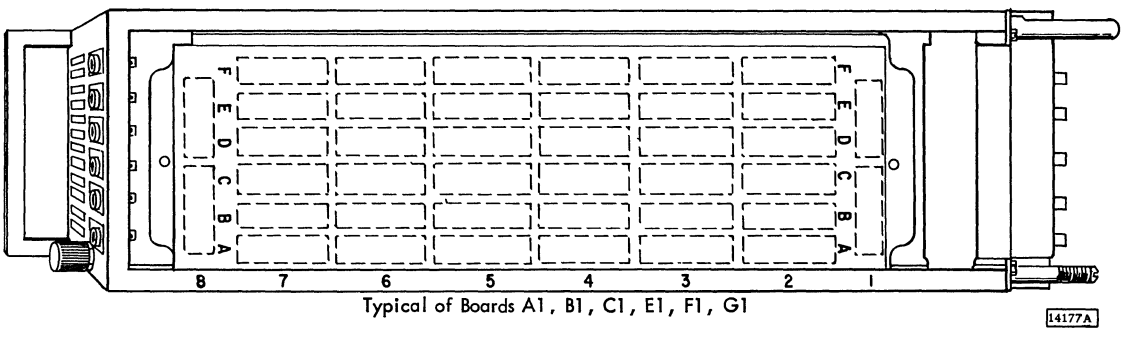 F F
E E
D D
C C
B B
A A
8 7 6 5 4 3 2 1
Typical of Boards A1, B1, C1, E1, F1, G1
14177A